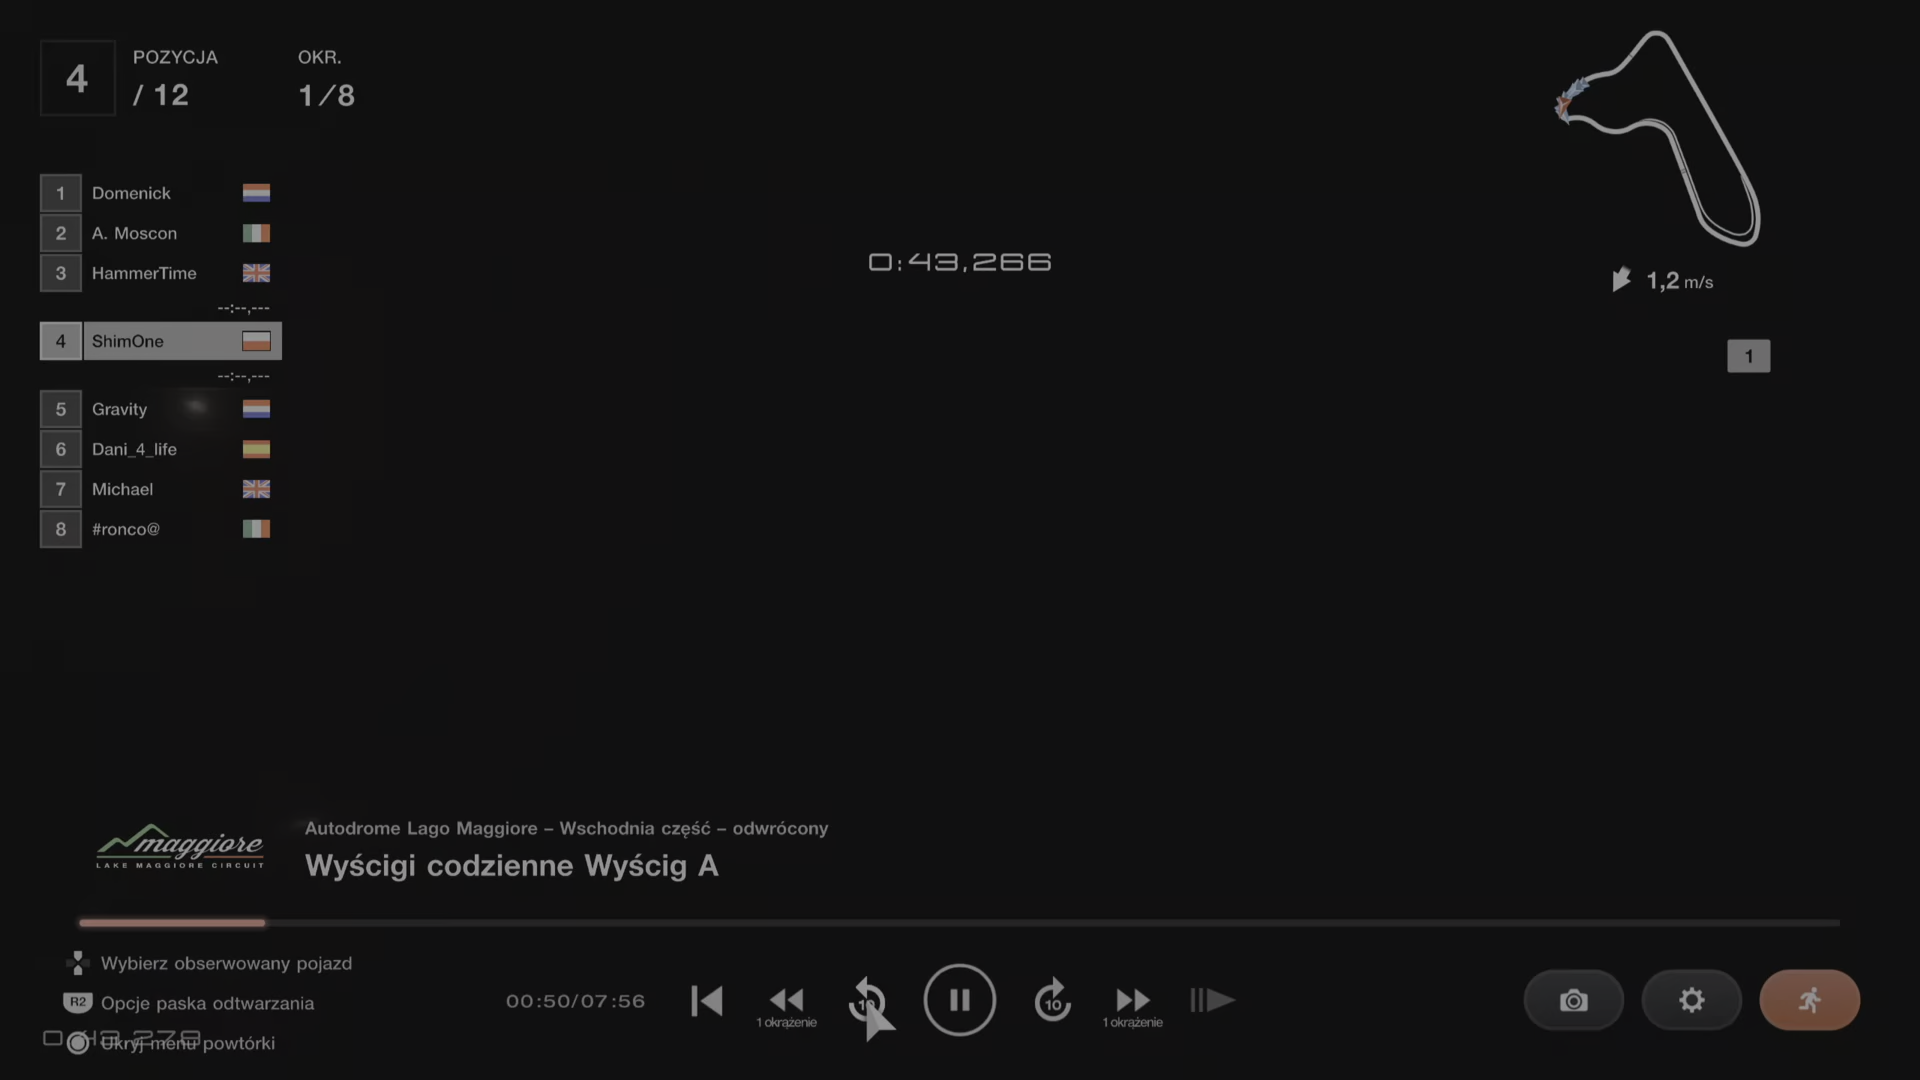 4
POZYCJA
/ 12
OKR.
1/8
1 Domenick
2 A. Moscon
3 HammerTime
--:--,---
4 ShimOne
--:--,---
5 Gravity
6 Dani_4_life
7 Michael
8 #ronco@
0:43,266
1,2 m/s
1
maggiore
LAKE MAGGIORE CIRCUIT
Autodrome Lago Maggiore – Wschodnia część – odwrócony
Wyścigi codzienne Wyścig A
Wybierz obserwowany pojazd
R2 Opcje paska odtwarzania
Ukryj menu powtórki
0:43,279
00:50/07:56
1 okrążenie
10
10
1 okrążenie